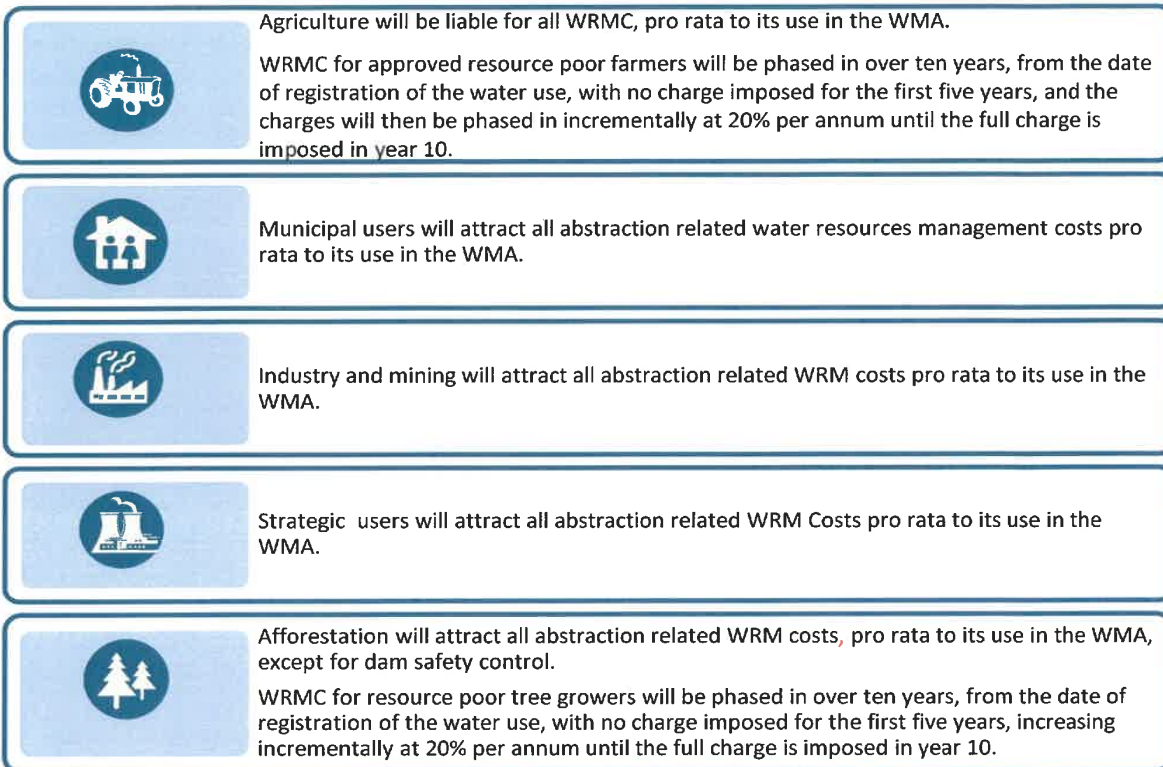 Agriculture will be liable for all WRMC, pro rata to its use in the WMA.
WRMC for approved resource poor farmers will be phased in over ten years, from the date
of registration of the water use, with no charge imposed for the first five years, and the
charges will then be phased in incrementally at 20% per annum until the full charge is
imposed in year 10.
Municipal users will attract all abstraction related water resources management costs pro
rata to its use in the WMA.
Industry and mining will attract all abstraction related WRM costs pro rata to its use in the
WMA.
Strategic users will attract all abstraction related WRM Costs pro rata to its use in the
WMA.
Afforestation will attract all abstraction related WRM costs, pro rata to its use in the WMA,
except for dam safety control.
WRMC for resource poor tree growers will be phased in over ten years, from the date of
registration of the water use, with no charge imposed for the first five years, increasing
incrementally at 20% per annum until the full charge is imposed in year 10.